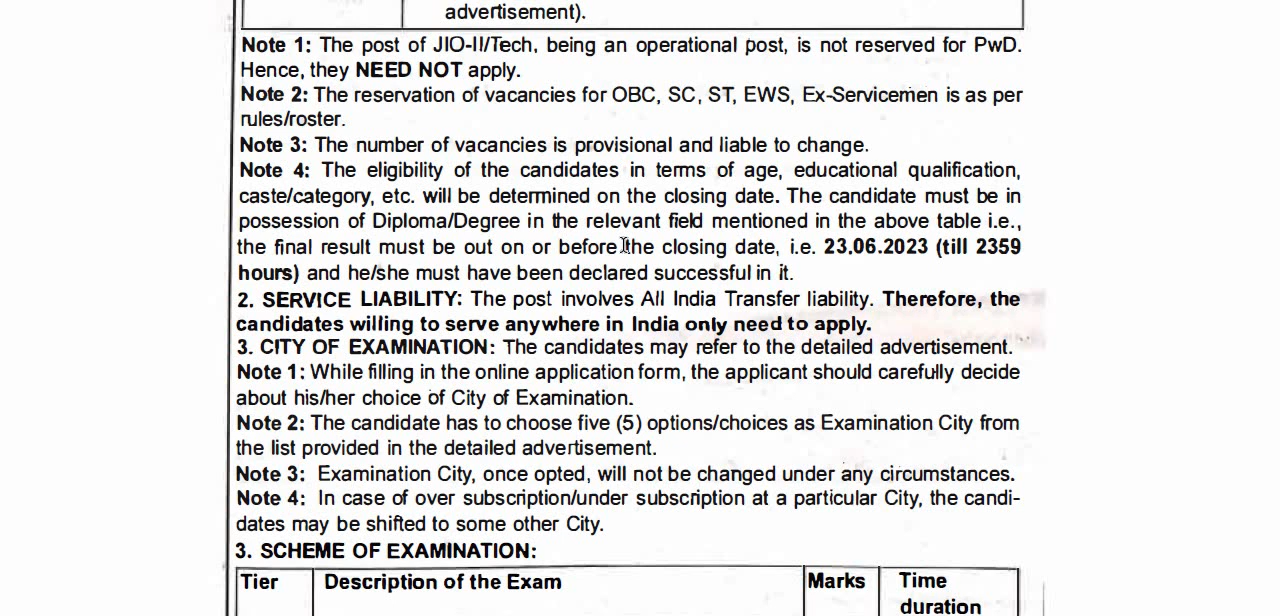 advertisement).
Note 1: The post of JIO-II/Tech, being an operational post, is not reserved for PwD.
Hence, they NEED NOT apply.
Note 2: The reservation of vacancies for OBC, SC, ST, EWS, Ex-Servicemen is as per
rules/roster.
Note 3: The number of vacancies is provisional and liable to change.
Note 4: The eligibility of the candidates in terms of age, educational qualification,
caste/category, etc. will be determined on the closing date. The candidate must be in
possession of Diploma/Degree in the relevant field mentioned in the above table i.e.,
the final result must be out on or before the closing date, i.e. 23.06.2023 (till 2359
hours) and he/she must have been declared successful in it.
2. SERVICE LIABILITY: The post involves All India Transfer liability. Therefore, the
candidates willing to serve anywhere in India only need to apply.
3. CITY OF EXAMINATION: The candidates may refer to the detailed advertisement.
Note 1: While filling in the online application form, the applicant should carefully decide
about his/her choice of City of Examination.
Note 2: The candidate has to choose five (5) options/choices as Examination City from
the list provided in the detailed advertisement.
Note 3: Examination City, once opted, will not be changed under any circumstances.
Note 4: In case of over subscription/under subscription at a particular City, the candi-
dates may be shifted to some other City.
3. SCHEME OF EXAMINATION:
Tier Description of the Exam Marks Time
duration